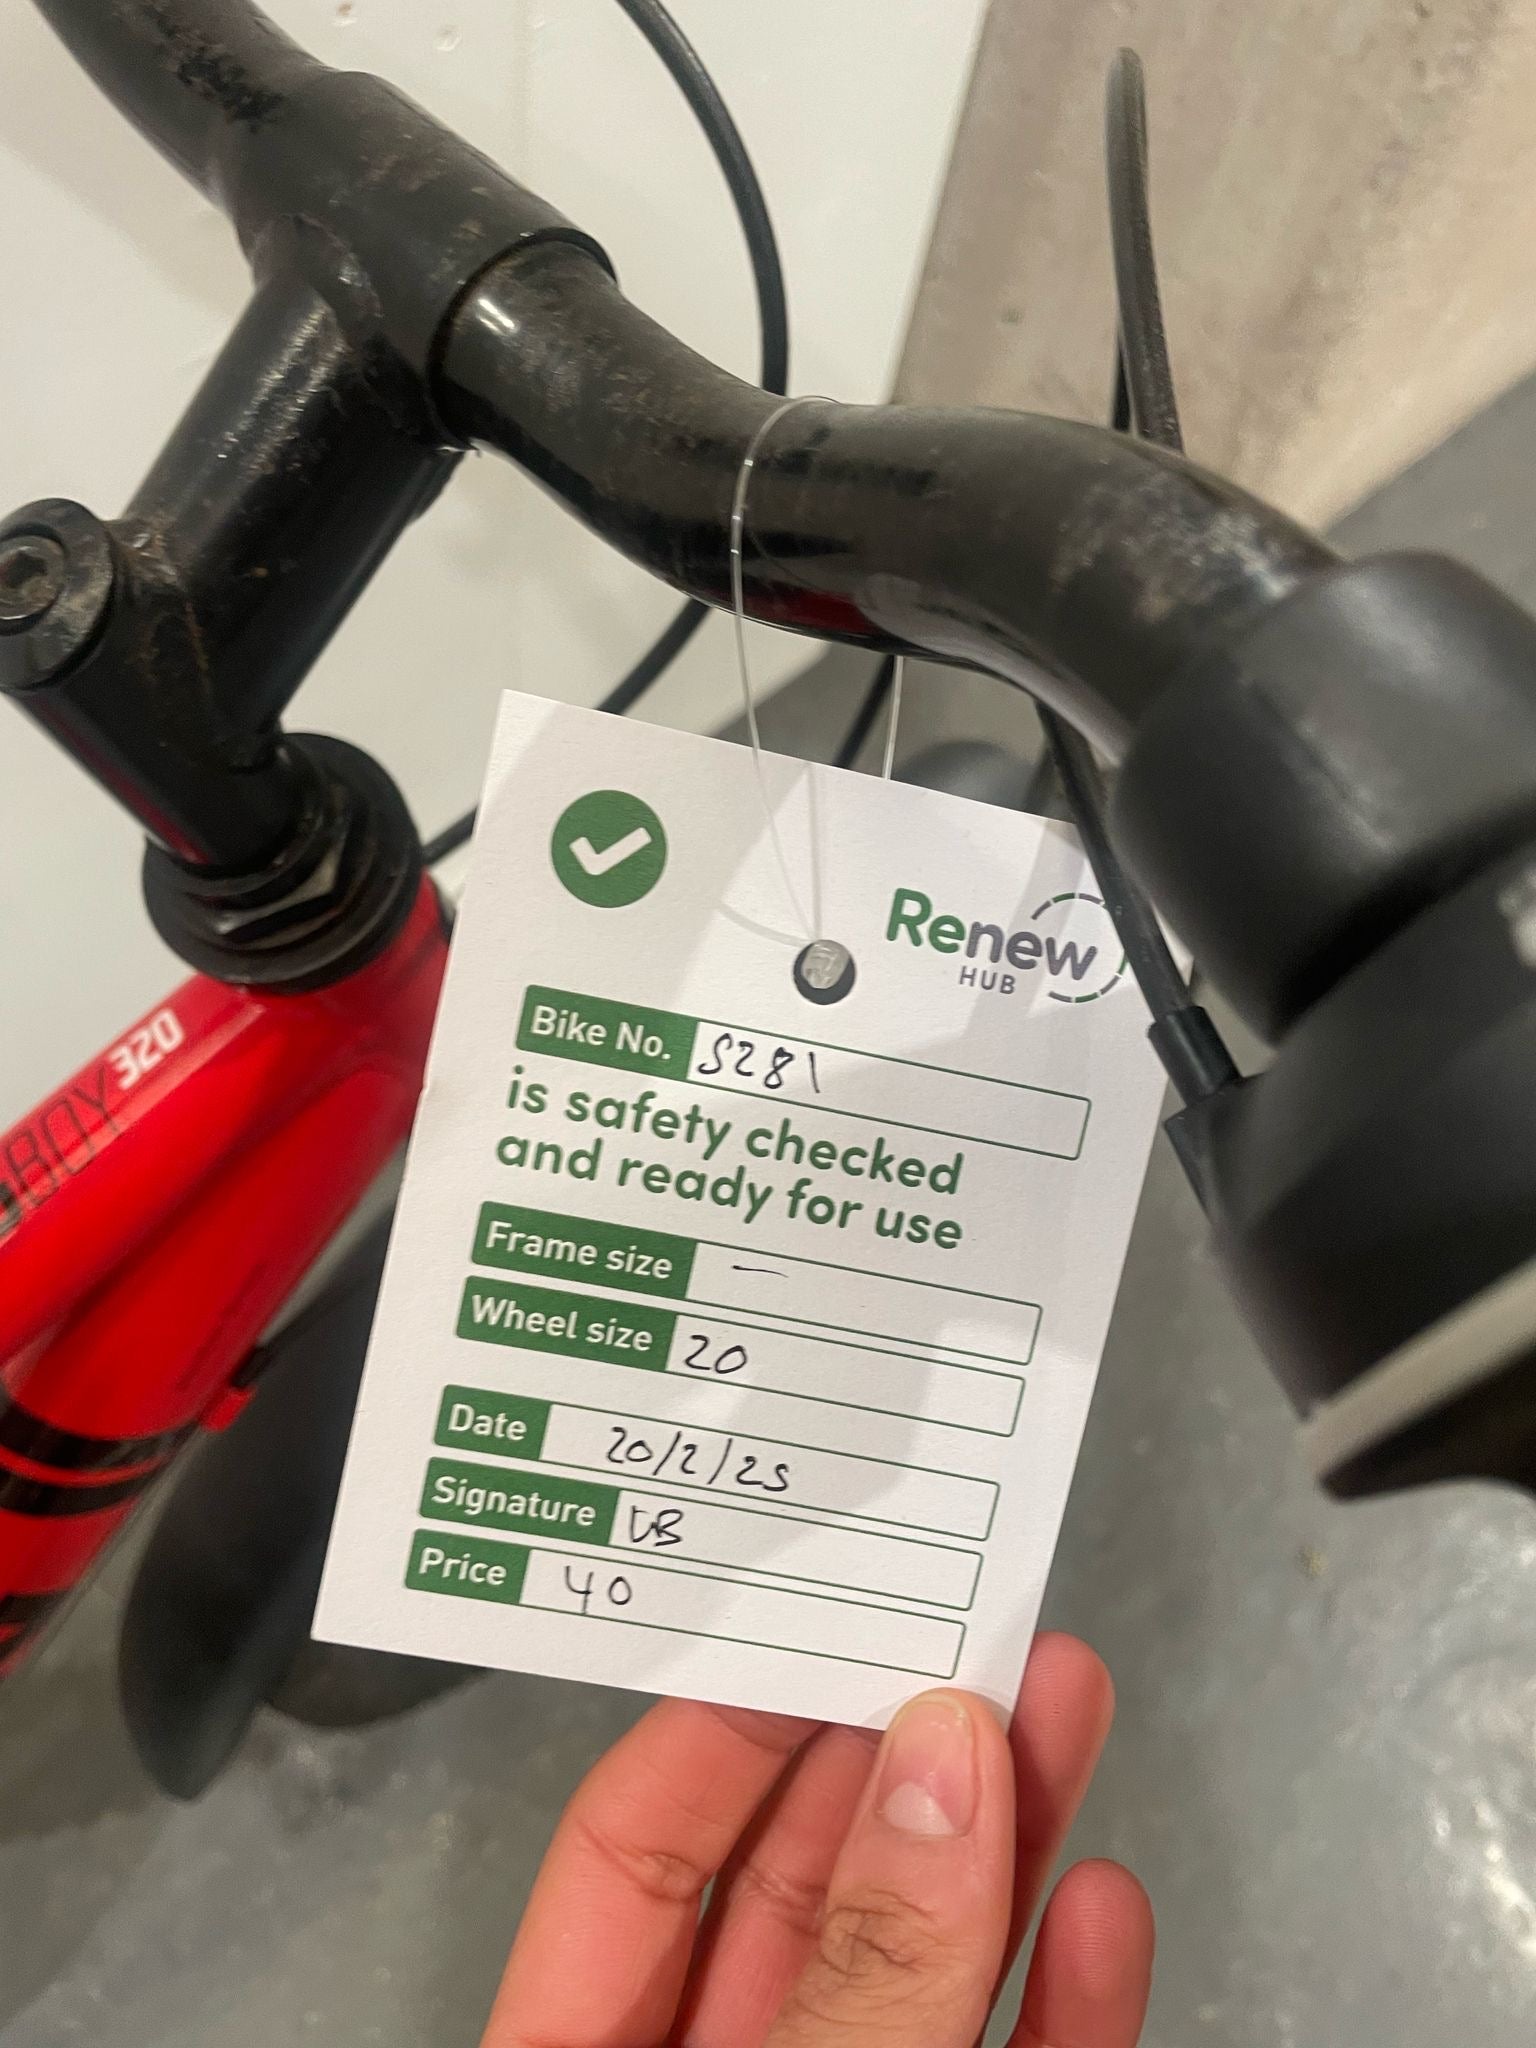 Renew
HUB
Bike No. S281
is safety checked
and ready for use
Frame size –
Wheel size 20
Date 20/2/25
Signature
Price 40
BOY 320